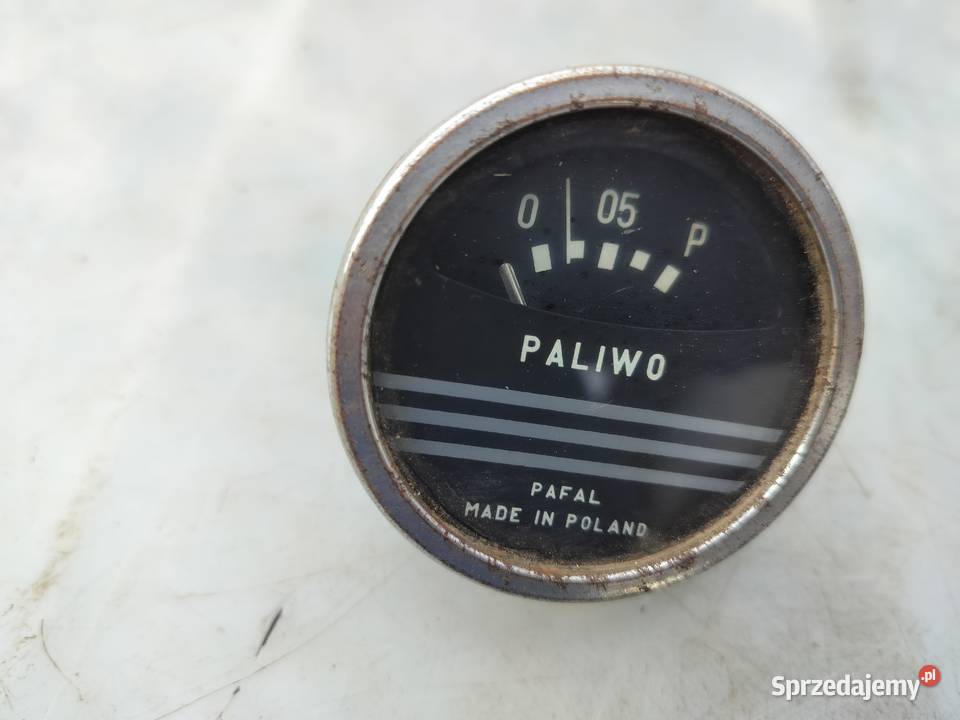 0 05 P
PALIWO
PAFAL
MADE IN POLAND
Sprzedajemy.pl